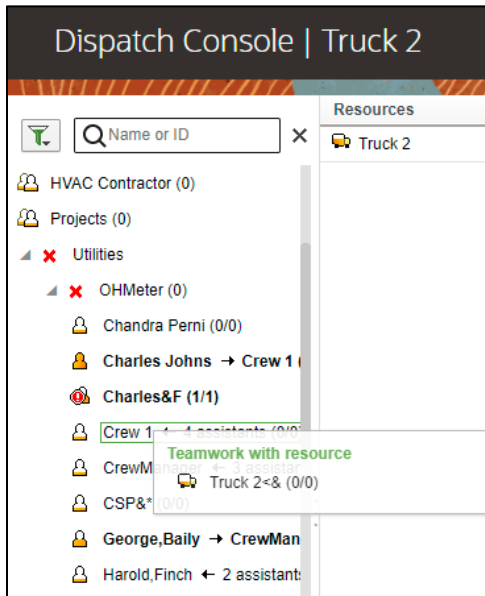 Dispatch Console | Truck 2
Resources
Name or ID
Truck 2
HVAC Contractor (0)
Projects (0)
Utilities
OHMeter (0)
Chandra Perni (0/0)
Charles Johns → Crew 1 (
Charles&F (1/1)
Crew 1 ← 4 assistants (0/0)
Teamwork with resource
CrewManager ← 3 assistan
Truck 2<& (0/0)
CSP&* (0/0)
George,Baily → CrewMan
Harold,Finch ← 2 assistants